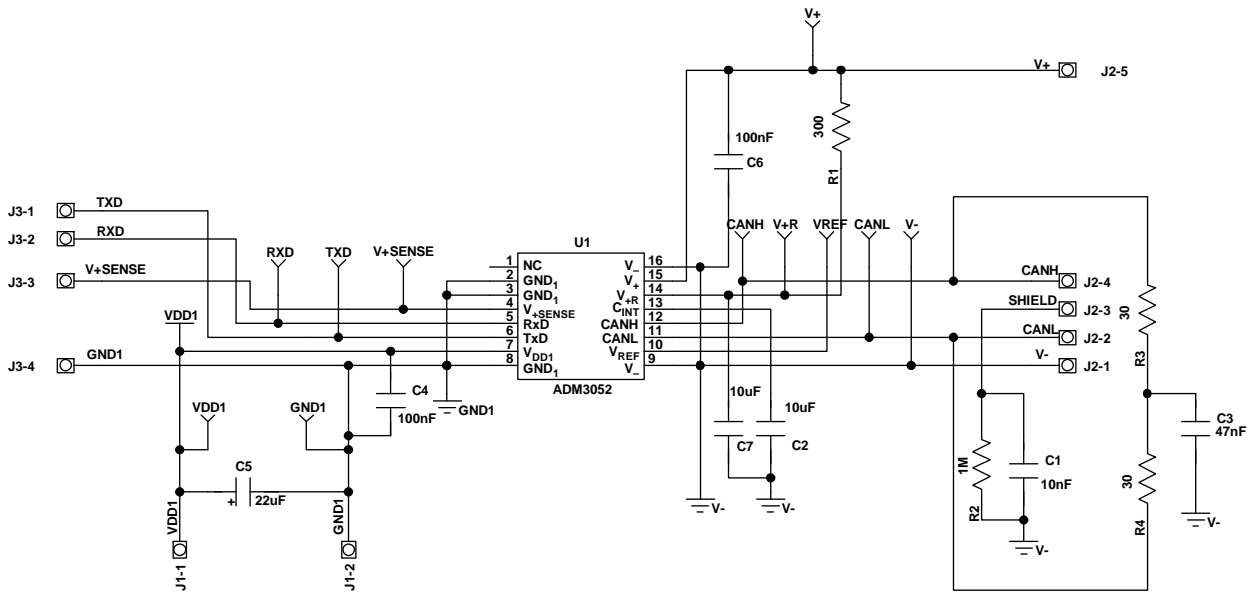 V+
V+ J2-5
300
100nF
C6
R1
J3-1 TXD
J3-2 RXD
J3-3 V+SENSE
J3-4 GND1
RXD TXD V+SENSE
CANH V+R VREF CANL V-
VDD1
U1
1 NC
2 GND1
3 GND1
4 V+SENSE
5 RxD
6 TxD
7 VDD1
8 GND1
V– 16
V+ 15
V+R 14
CINT 13
CANH 12
CANL 11
VREF 10
V– 9
ADM3052
CANH J2-4
SHIELD J2-3
CANL J2-2
V- J2-1
30
R3
C4
100nF
GND1
VDD1 GND1
C5
+ 22uF
VDD1
GND1
J1-1
J1-2
10uF
C7
10uF
C2
V-
V-
1M
R2
C1
10nF
V-
30
R4
C3
47nF
V-